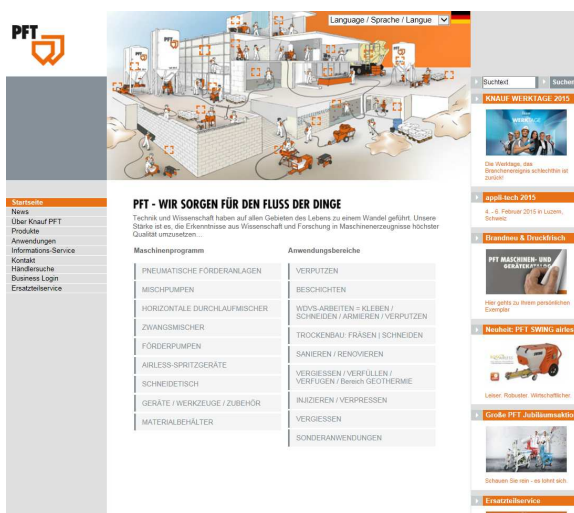 PFT
Language / Sprache / Langue
Suchtext
Suchen
Startseite
News
Über Knauf PFT
Produkte
Anwendungen
Informations-Service
Kontakt
Händlersuche
Business Login
Ersatzteilservice
PFT - WIR SORGEN FÜR DEN FLUSS DER DINGE
Technik und Wissenschaft haben auf allen Gebieten des Lebens zu einem Wandel geführt. Unsere
Stärke ist es, die Erkenntnisse aus Wissenschaft und Forschung in Maschinenerzeugnisse höchster
Qualität umzusetzen...
Maschinenprogramm
PNEUMATISCHE FÖRDERANLAGEN
MISCHPUMPEN
HORIZONTALE DURCHLAUFMISCHER
ZWANGSMISCHER
FÖRDERPUMPEN
AIRLESS-SPRITZGERÄTE
SCHNEIDETISCH
GERÄTE / WERKZEUGE / ZUBEHÖR
MATERIALBEHÄLTER
Anwendungsbereiche
VERPUTZEN
BESCHICHTEN
WDVS-ARBEITEN = KLEBEN /
SCHNEIDEN / ARMIEREN / VERPUTZEN
TROCKENBAU: FRÄSEN | SCHNEIDEN
SANIEREN / RENOVIEREN
VERGIESSEN / VERFÜLLEN /
VERFUGEN / Bereich GEOTHERMIE
INJIZIEREN / VERPRESSEN
VERGIESSEN
SONDERANWENDUNGEN
KNAUF WERKTAGE 2015
WERKTAGE
Die Werktage, das
Branchenereignis schlechthin ist
zurück!
appli-tech 2015
4. - 6. Februar 2015 in Luzern,
Schweiz
Brandneu & Druckfrisch
PFT MASCHINEN- UND
GERÄTEKATALOG
Hier gehts zu Ihrem persönlichen
Exemplar
Neuheit: PFT SWING airless
Leiser. Robuster. Wirtschaftlicher.
Große PFT Jubiläumsaktion
Schauen Sie rein - es lohnt sich.
Ersatzteilservice